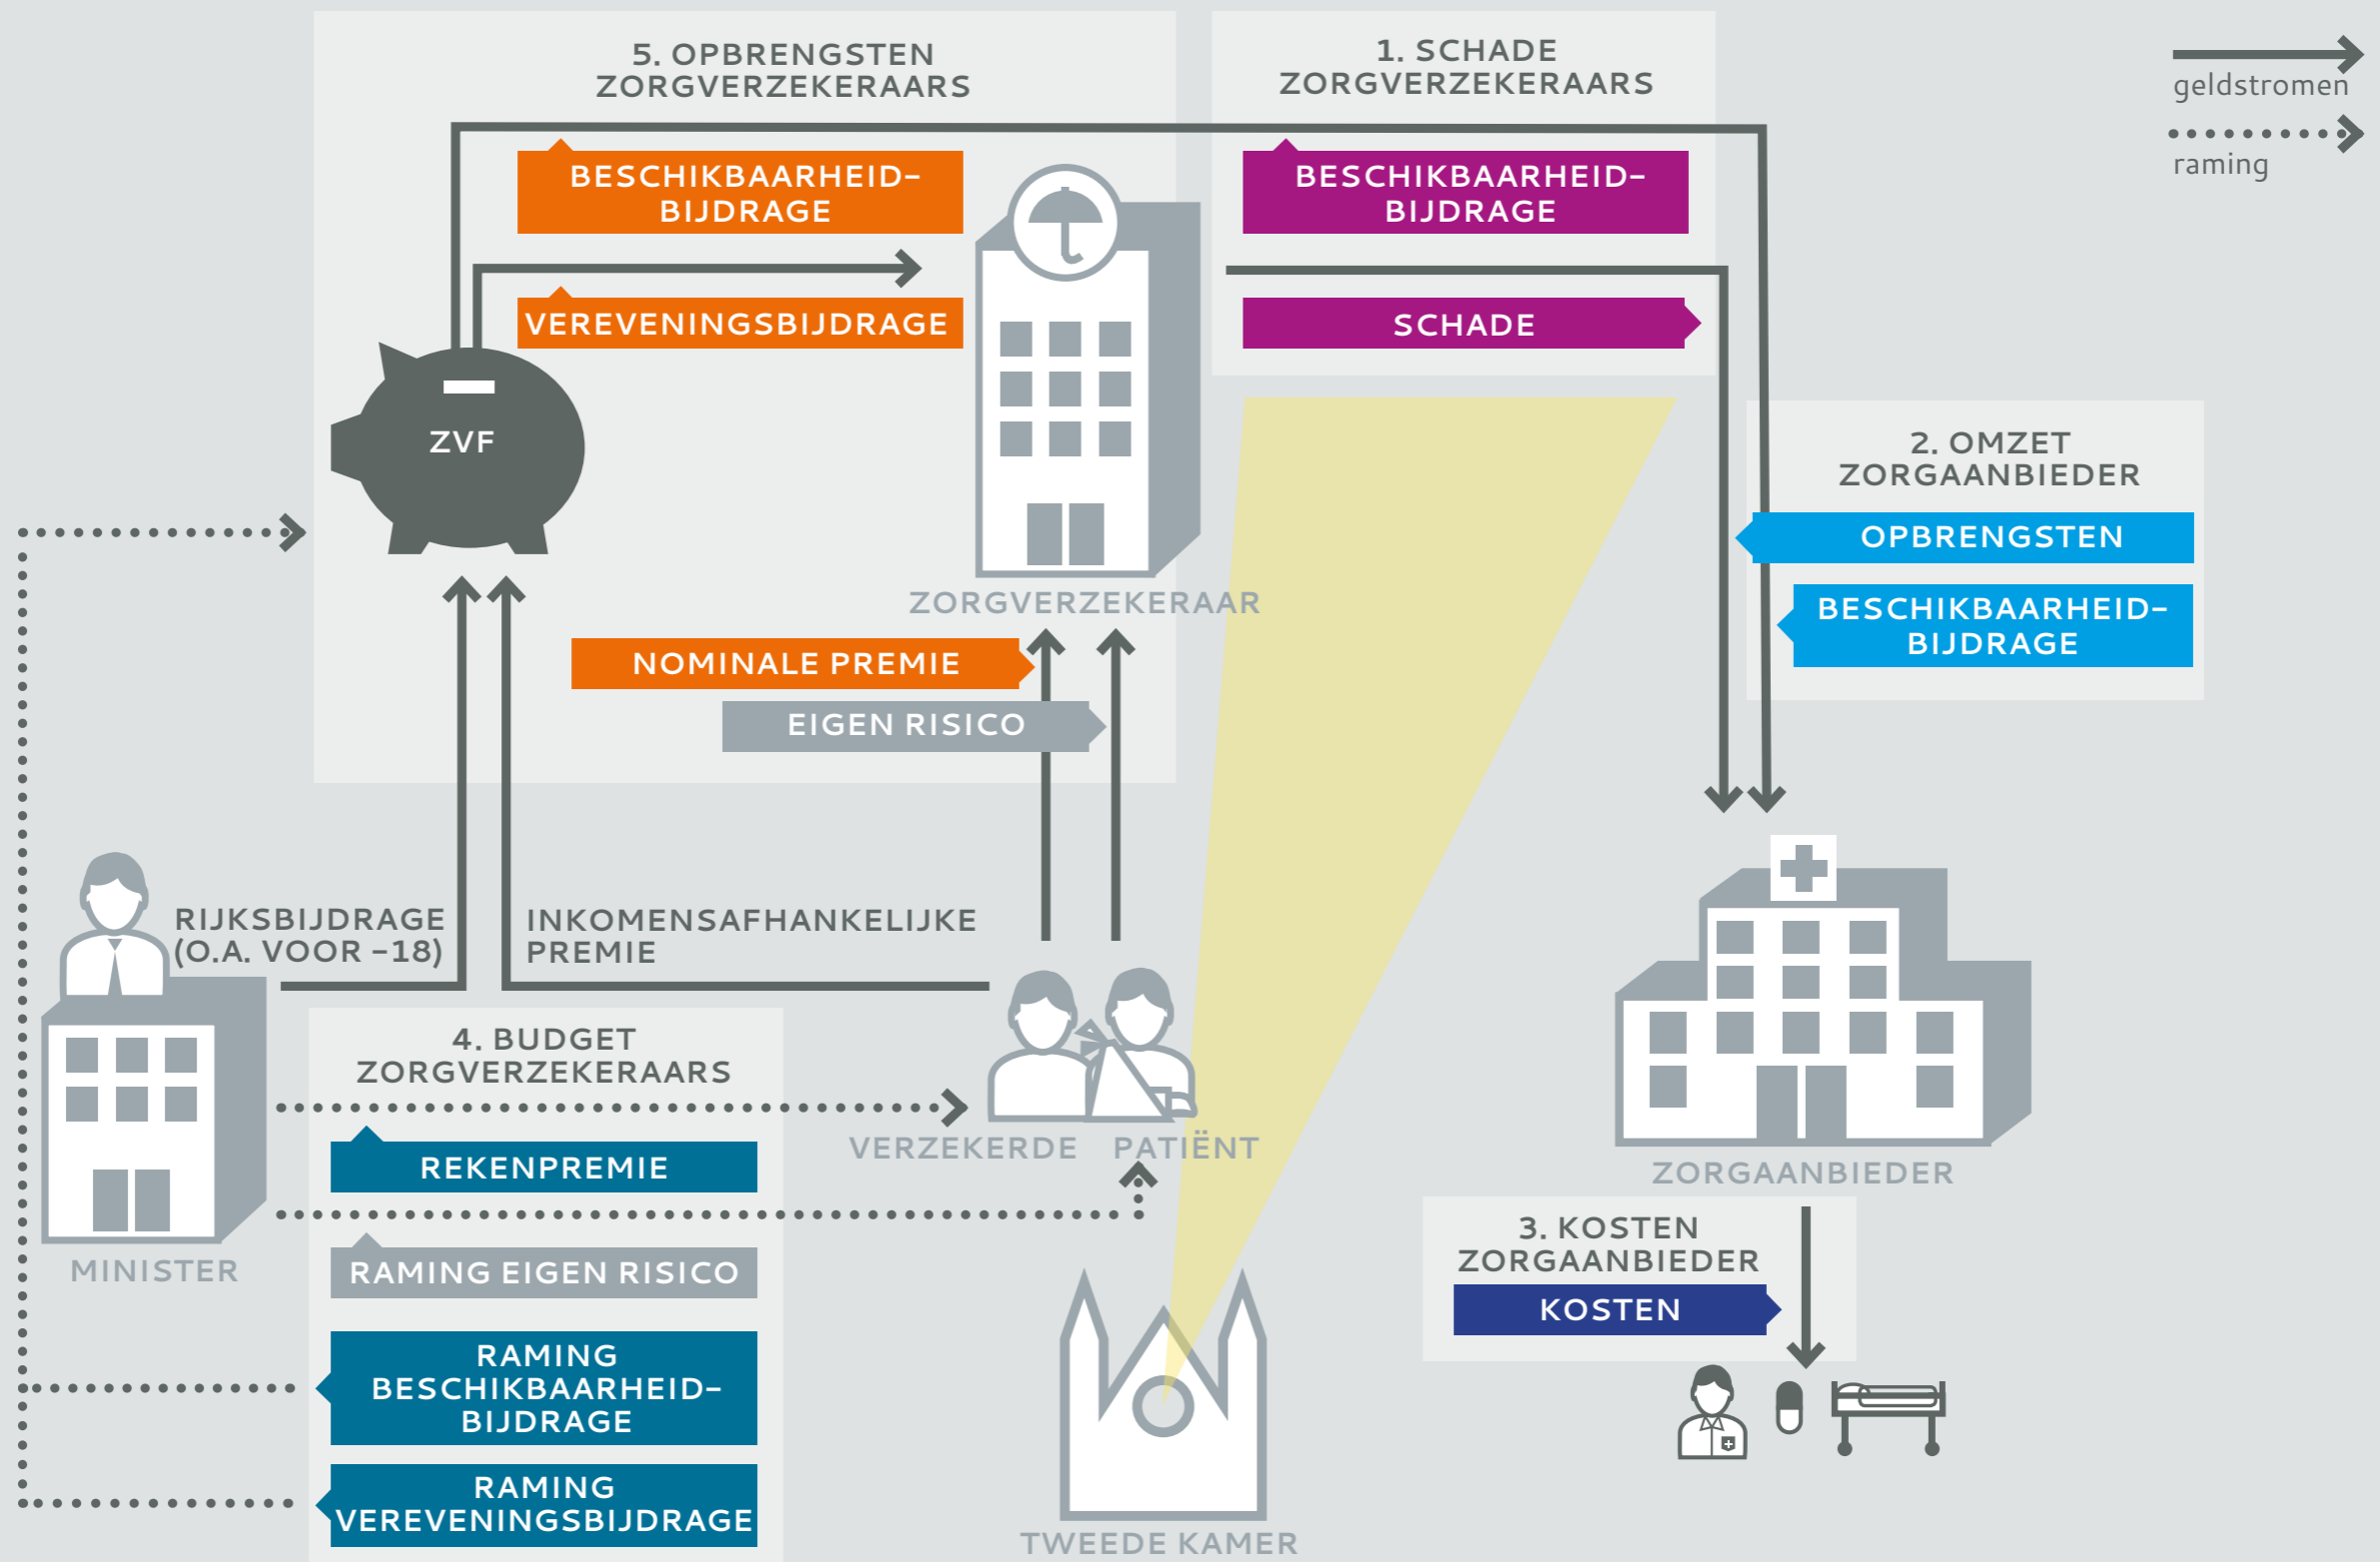 5. OPBRENGSTEN
ZORGVERZEKERAARS
1. SCHADE
ZORGVERZEKERAARS
geldstromen
raming
BESCHIKBAARHEID-
BIJDRAGE
VEREVENINGSBIJDRAGE
BESCHIKBAARHEID-
BIJDRAGE
SCHADE
ZVF
ZORGVERZEKERAAR
2. OMZET
ZORGAANBIEDER
OPBRENGSTEN
BESCHIKBAARHEID-
BIJDRAGE
NOMINALE PREMIE
EIGEN RISICO
RIJKSBIJDRAGE
(O.A. VOOR -18)
INKOMENSAFHANKELIJKE
PREMIE
4. BUDGET
ZORGVERZEKERAARS
VERZEKERDE
PATIËNT
REKENPREMIE
RAMING EIGEN RISICO
RAMING
BESCHIKBAARHEID-
BIJDRAGE
RAMING
VEREVENINGSBIJDRAGE
MINISTER
ZORGAANBIEDER
3. KOSTEN
ZORGAANBIEDER
KOSTEN
TWEEDE KAMER